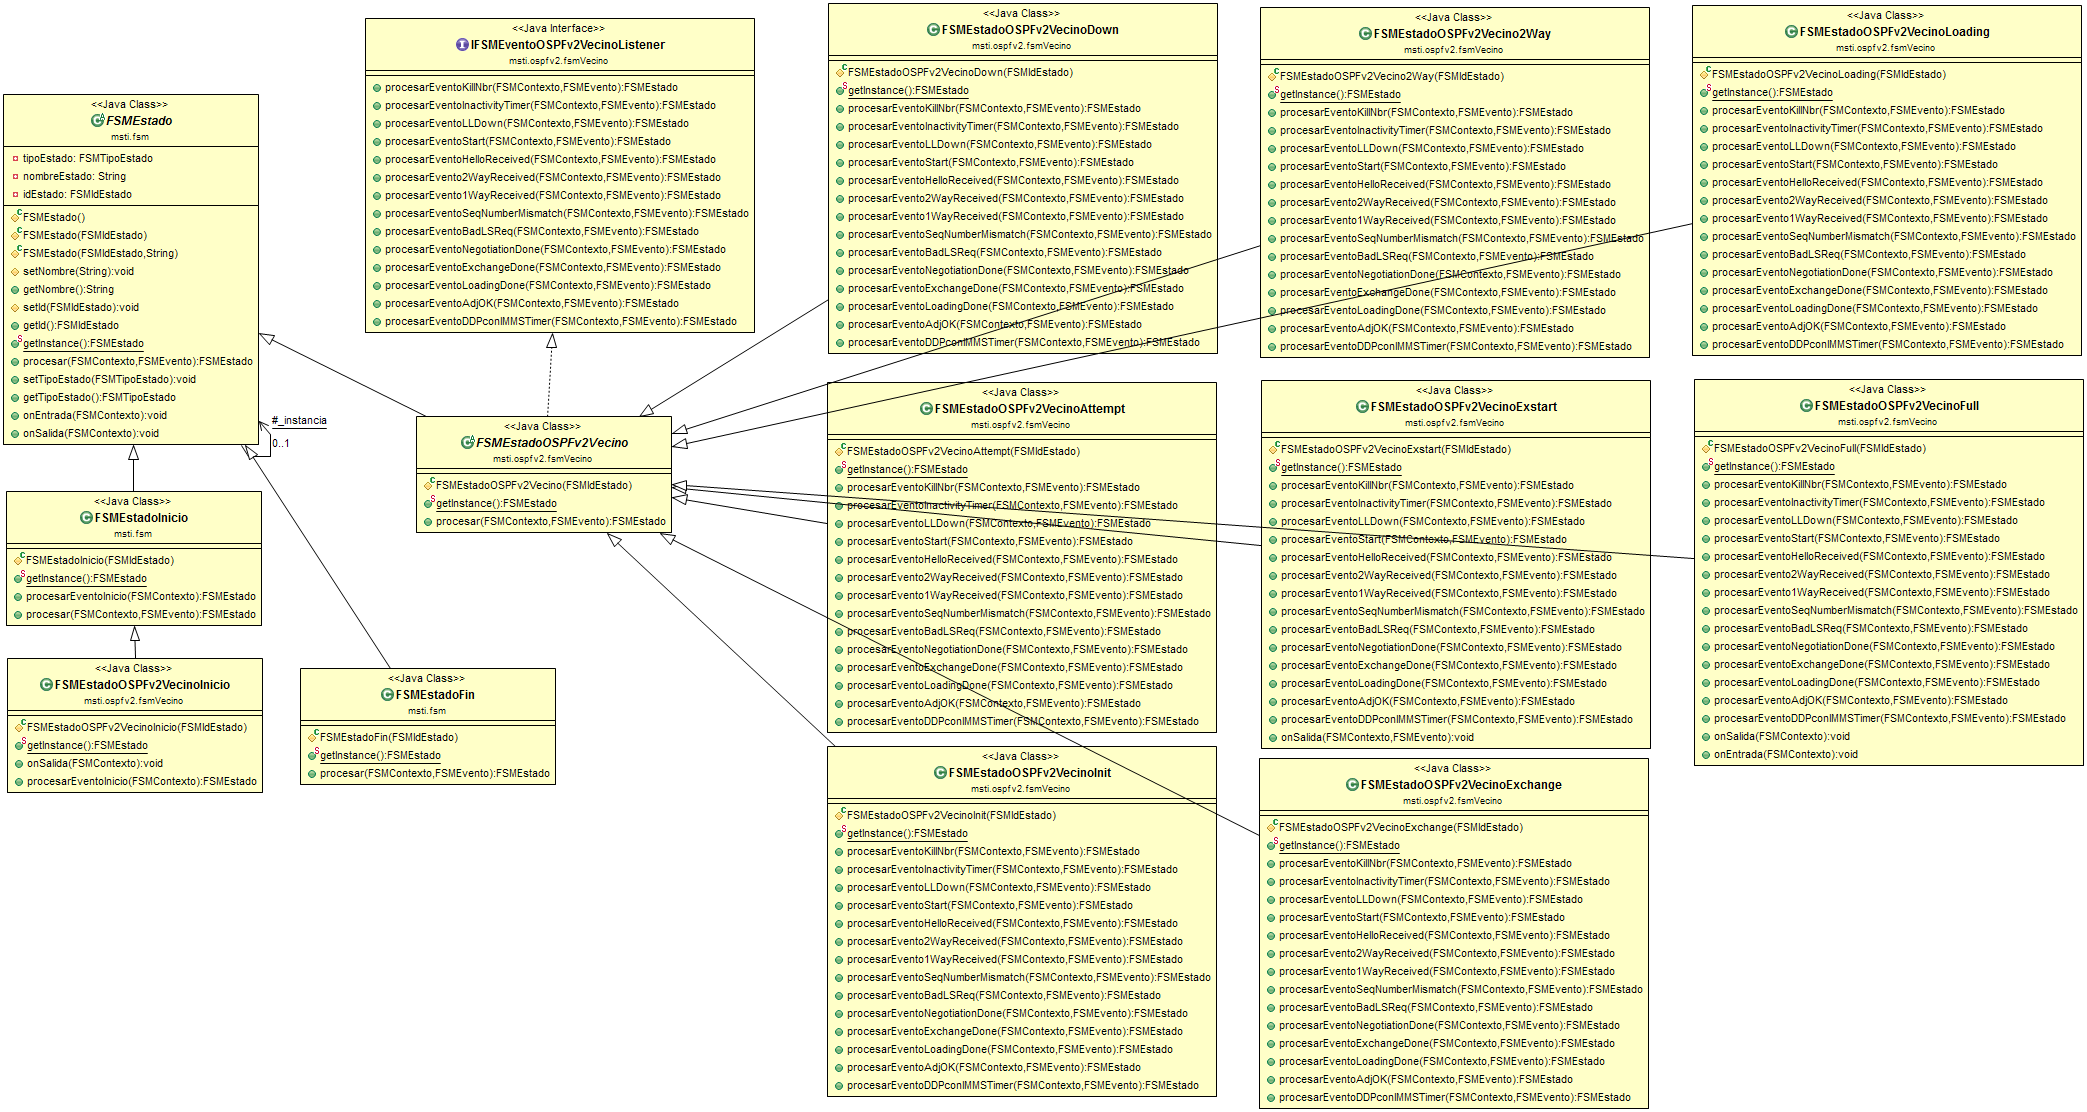 <<Java Class>>
FSMEstado
msti.fsm
tipoEstado: FSMTipoEstado
nombreEstado: String
idEstado: FSMIdEstado
FSMEstado()
FSMEstado(FSMIdEstado)
FSMEstado(FSMIdEstado,String)
setNombre(String):void
getNombre():String
setId(FSMIdEstado):void
getId():FSMIdEstado
getInstance():FSMEstado
procesar(FSMContexto,FSMEvento):FSMEstado
setTipoEstado(FSMTipoEstado):void
getTipoEstado():FSMTipoEstado
onEntrada(FSMContexto):void
onSalida(FSMContexto):void
#_instancia
0..1
<<Java Class>>
FSMEstadoInicio
msti.fsm
FSMEstadoInicio(FSMIdEstado)
getInstance():FSMEstado
procesarEventoInicio(FSMContexto):FSMEstado
procesar(FSMContexto,FSMEvento):FSMEstado
<<Java Class>>
FSMEstadoOSPFv2VecinoInicio
msti.ospfv2.fsmVecino
FSMEstadoOSPFv2VecinoInicio(FSMIdEstado)
getInstance():FSMEstado
onSalida(FSMContexto):void
procesarEventoInicio(FSMContexto):FSMEstado
<<Java Class>>
FSMEstadoFin
msti.fsm
FSMEstadoFin(FSMIdEstado)
getInstance():FSMEstado
procesar(FSMContexto,FSMEvento):FSMEstado
<<Java Interface>>
IFSMEventoOSPFv2VecinoListener
msti.ospfv2.fsmVecino
procesarEventoKillNbr(FSMContexto,FSMEvento):FSMEstado
procesarEventoInactivityTimer(FSMContexto,FSMEvento):FSMEstado
procesarEventoLLDown(FSMContexto,FSMEvento):FSMEstado
procesarEventoStart(FSMContexto,FSMEvento):FSMEstado
procesarEventoHelloReceived(FSMContexto,FSMEvento):FSMEstado
procesarEvento2WayReceived(FSMContexto,FSMEvento):FSMEstado
procesarEvento1WayReceived(FSMContexto,FSMEvento):FSMEstado
procesarEventoSeqNumberMismatch(FSMContexto,FSMEvento):FSMEstado
procesarEventoBadLSReq(FSMContexto,FSMEvento):FSMEstado
procesarEventoNegotiationDone(FSMContexto,FSMEvento):FSMEstado
procesarEventoExchangeDone(FSMContexto,FSMEvento):FSMEstado
procesarEventoLoadingDone(FSMContexto,FSMEvento):FSMEstado
procesarEventoAdjOK(FSMContexto,FSMEvento):FSMEstado
procesarEventoDDPconIMMSTimer(FSMContexto,FSMEvento):FSMEstado
<<Java Class>>
FSMEstadoOSPFv2Vecino
msti.ospfv2.fsmVecino
FSMEstadoOSPFv2Vecino(FSMIdEstado)
getInstance():FSMEstado
procesar(FSMContexto,FSMEvento):FSMEstado
<<Java Class>>
FSMEstadoOSPFv2VecinoDown
msti.ospfv2.fsmVecino
FSMEstadoOSPFv2VecinoDown(FSMIdEstado)
getInstance():FSMEstado
procesarEventoKillNbr(FSMContexto,FSMEvento):FSMEstado
procesarEventoInactivityTimer(FSMContexto,FSMEvento):FSMEstado
procesarEventoLLDown(FSMContexto,FSMEvento):FSMEstado
procesarEventoStart(FSMContexto,FSMEvento):FSMEstado
procesarEventoHelloReceived(FSMContexto,FSMEvento):FSMEstado
procesarEvento2WayReceived(FSMContexto,FSMEvento):FSMEstado
procesarEvento1WayReceived(FSMContexto,FSMEvento):FSMEstado
procesarEventoSeqNumberMismatch(FSMContexto,FSMEvento):FSMEstado
procesarEventoBadLSReq(FSMContexto,FSMEvento):FSMEstado
procesarEventoNegotiationDone(FSMContexto,FSMEvento):FSMEstado
procesarEventoExchangeDone(FSMContexto,FSMEvento):FSMEstado
procesarEventoLoadingDone(FSMContexto,FSMEvento):FSMEstado
procesarEventoAdjOK(FSMContexto,FSMEvento):FSMEstado
procesarEventoDDPconIMMSTimer(FSMContexto,FSMEvento):FSMEstado
<<Java Class>>
FSMEstadoOSPFv2Vecino2Way
msti.ospfv2.fsmVecino
FSMEstadoOSPFv2Vecino2Way(FSMIdEstado)
getInstance():FSMEstado
procesarEventoKillNbr(FSMContexto,FSMEvento):FSMEstado
procesarEventoInactivityTimer(FSMContexto,FSMEvento):FSMEstado
procesarEventoLLDown(FSMContexto,FSMEvento):FSMEstado
procesarEventoStart(FSMContexto,FSMEvento):FSMEstado
procesarEventoHelloReceived(FSMContexto,FSMEvento):FSMEstado
procesarEvento2WayReceived(FSMContexto,FSMEvento):FSMEstado
procesarEvento1WayReceived(FSMContexto,FSMEvento):FSMEstado
procesarEventoSeqNumberMismatch(FSMContexto,FSMEvento):FSMEstado
procesarEventoBadLSReq(FSMContexto,FSMEvento):FSMEstado
procesarEventoNegotiationDone(FSMContexto,FSMEvento):FSMEstado
procesarEventoExchangeDone(FSMContexto,FSMEvento):FSMEstado
procesarEventoLoadingDone(FSMContexto,FSMEvento):FSMEstado
procesarEventoAdjOK(FSMContexto,FSMEvento):FSMEstado
procesarEventoDDPconIMMSTimer(FSMContexto,FSMEvento):FSMEstado
<<Java Class>>
FSMEstadoOSPFv2VecinoLoading
msti.ospfv2.fsmVecino
FSMEstadoOSPFv2VecinoLoading(FSMIdEstado)
getInstance():FSMEstado
procesarEventoKillNbr(FSMContexto,FSMEvento):FSMEstado
procesarEventoInactivityTimer(FSMContexto,FSMEvento):FSMEstado
procesarEventoLLDown(FSMContexto,FSMEvento):FSMEstado
procesarEventoStart(FSMContexto,FSMEvento):FSMEstado
procesarEventoHelloReceived(FSMContexto,FSMEvento):FSMEstado
procesarEvento2WayReceived(FSMContexto,FSMEvento):FSMEstado
procesarEvento1WayReceived(FSMContexto,FSMEvento):FSMEstado
procesarEventoSeqNumberMismatch(FSMContexto,FSMEvento):FSMEstado
procesarEventoBadLSReq(FSMContexto,FSMEvento):FSMEstado
procesarEventoNegotiationDone(FSMContexto,FSMEvento):FSMEstado
procesarEventoExchangeDone(FSMContexto,FSMEvento):FSMEstado
procesarEventoLoadingDone(FSMContexto,FSMEvento):FSMEstado
procesarEventoAdjOK(FSMContexto,FSMEvento):FSMEstado
procesarEventoDDPconIMMSTimer(FSMContexto,FSMEvento):FSMEstado
<<Java Class>>
FSMEstadoOSPFv2VecinoAttempt
msti.ospfv2.fsmVecino
FSMEstadoOSPFv2VecinoAttempt(FSMIdEstado)
getInstance():FSMEstado
procesarEventoKillNbr(FSMContexto,FSMEvento):FSMEstado
procesarEventoInactivityTimer(FSMContexto,FSMEvento):FSMEstado
procesarEventoLLDown(FSMContexto,FSMEvento):FSMEstado
procesarEventoStart(FSMContexto,FSMEvento):FSMEstado
procesarEventoHelloReceived(FSMContexto,FSMEvento):FSMEstado
procesarEvento2WayReceived(FSMContexto,FSMEvento):FSMEstado
procesarEvento1WayReceived(FSMContexto,FSMEvento):FSMEstado
procesarEventoSeqNumberMismatch(FSMContexto,FSMEvento):FSMEstado
procesarEventoBadLSReq(FSMContexto,FSMEvento):FSMEstado
procesarEventoNegotiationDone(FSMContexto,FSMEvento):FSMEstado
procesarEventoExchangeDone(FSMContexto,FSMEvento):FSMEstado
procesarEventoLoadingDone(FSMContexto,FSMEvento):FSMEstado
procesarEventoAdjOK(FSMContexto,FSMEvento):FSMEstado
procesarEventoDDPconIMMSTimer(FSMContexto,FSMEvento):FSMEstado
<<Java Class>>
FSMEstadoOSPFv2VecinoExstart
msti.ospfv2.fsmVecino
FSMEstadoOSPFv2VecinoExstart(FSMIdEstado)
getInstance():FSMEstado
procesarEventoKillNbr(FSMContexto,FSMEvento):FSMEstado
procesarEventoInactivityTimer(FSMContexto,FSMEvento):FSMEstado
procesarEventoLLDown(FSMContexto,FSMEvento):FSMEstado
procesarEventoStart(FSMContexto,FSMEvento):FSMEstado
procesarEventoHelloReceived(FSMContexto,FSMEvento):FSMEstado
procesarEvento2WayReceived(FSMContexto,FSMEvento):FSMEstado
procesarEvento1WayReceived(FSMContexto,FSMEvento):FSMEstado
procesarEventoSeqNumberMismatch(FSMContexto,FSMEvento):FSMEstado
procesarEventoBadLSReq(FSMContexto,FSMEvento):FSMEstado
procesarEventoNegotiationDone(FSMContexto,FSMEvento):FSMEstado
procesarEventoExchangeDone(FSMContexto,FSMEvento):FSMEstado
procesarEventoLoadingDone(FSMContexto,FSMEvento):FSMEstado
procesarEventoAdjOK(FSMContexto,FSMEvento):FSMEstado
procesarEventoDDPconIMMSTimer(FSMContexto,FSMEvento):FSMEstado
onSalida(FSMContexto,FSMEvento):void
<<Java Class>>
FSMEstadoOSPFv2VecinoFull
msti.ospfv2.fsmVecino
FSMEstadoOSPFv2VecinoFull(FSMIdEstado)
getInstance():FSMEstado
procesarEventoKillNbr(FSMContexto,FSMEvento):FSMEstado
procesarEventoInactivityTimer(FSMContexto,FSMEvento):FSMEstado
procesarEventoLLDown(FSMContexto,FSMEvento):FSMEstado
procesarEventoStart(FSMContexto,FSMEvento):FSMEstado
procesarEventoHelloReceived(FSMContexto,FSMEvento):FSMEstado
procesarEvento2WayReceived(FSMContexto,FSMEvento):FSMEstado
procesarEvento1WayReceived(FSMContexto,FSMEvento):FSMEstado
procesarEventoSeqNumberMismatch(FSMContexto,FSMEvento):FSMEstado
procesarEventoBadLSReq(FSMContexto,FSMEvento):FSMEstado
procesarEventoNegotiationDone(FSMContexto,FSMEvento):FSMEstado
procesarEventoExchangeDone(FSMContexto,FSMEvento):FSMEstado
procesarEventoLoadingDone(FSMContexto,FSMEvento):FSMEstado
procesarEventoAdjOK(FSMContexto,FSMEvento):FSMEstado
procesarEventoDDPconIMMSTimer(FSMContexto,FSMEvento):FSMEstado
onSalida(FSMContexto):void
onEntrada(FSMContexto):void
<<Java Class>>
FSMEstadoOSPFv2VecinoInit
msti.ospfv2.fsmVecino
FSMEstadoOSPFv2VecinoInit(FSMIdEstado)
getInstance():FSMEstado
procesarEventoKillNbr(FSMContexto,FSMEvento):FSMEstado
procesarEventoInactivityTimer(FSMContexto,FSMEvento):FSMEstado
procesarEventoLLDown(FSMContexto,FSMEvento):FSMEstado
procesarEventoStart(FSMContexto,FSMEvento):FSMEstado
procesarEventoHelloReceived(FSMContexto,FSMEvento):FSMEstado
procesarEvento2WayReceived(FSMContexto,FSMEvento):FSMEstado
procesarEvento1WayReceived(FSMContexto,FSMEvento):FSMEstado
procesarEventoSeqNumberMismatch(FSMContexto,FSMEvento):FSMEstado
procesarEventoBadLSReq(FSMContexto,FSMEvento):FSMEstado
procesarEventoNegotiationDone(FSMContexto,FSMEvento):FSMEstado
procesarEventoExchangeDone(FSMContexto,FSMEvento):FSMEstado
procesarEventoLoadingDone(FSMContexto,FSMEvento):FSMEstado
procesarEventoAdjOK(FSMContexto,FSMEvento):FSMEstado
procesarEventoDDPconIMMSTimer(FSMContexto,FSMEvento):FSMEstado
<<Java Class>>
FSMEstadoOSPFv2VecinoExchange
msti.ospfv2.fsmVecino
FSMEstadoOSPFv2VecinoExchange(FSMIdEstado)
getInstance():FSMEstado
procesarEventoKillNbr(FSMContexto,FSMEvento):FSMEstado
procesarEventoInactivityTimer(FSMContexto,FSMEvento):FSMEstado
procesarEventoLLDown(FSMContexto,FSMEvento):FSMEstado
procesarEventoStart(FSMContexto,FSMEvento):FSMEstado
procesarEventoHelloReceived(FSMContexto,FSMEvento):FSMEstado
procesarEvento2WayReceived(FSMContexto,FSMEvento):FSMEstado
procesarEvento1WayReceived(FSMContexto,FSMEvento):FSMEstado
procesarEventoSeqNumberMismatch(FSMContexto,FSMEvento):FSMEstado
procesarEventoBadLSReq(FSMContexto,FSMEvento):FSMEstado
procesarEventoNegotiationDone(FSMContexto,FSMEvento):FSMEstado
procesarEventoExchangeDone(FSMContexto,FSMEvento):FSMEstado
procesarEventoLoadingDone(FSMContexto,FSMEvento):FSMEstado
procesarEventoAdjOK(FSMContexto,FSMEvento):FSMEstado
procesarEventoDDPconIMMSTimer(FSMContexto,FSMEvento):FSMEstado